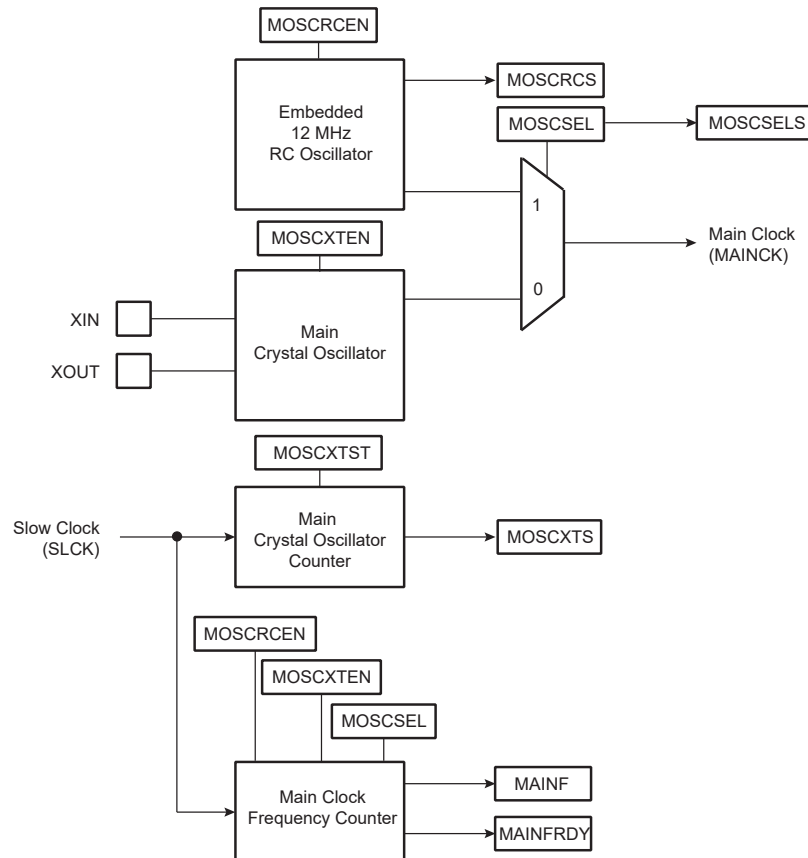 MOSCRCEN
Embedded
12 MHz
RC Oscillator
MOSCRCS
MOSCSEL
MOSCSELS
1
0
Main Clock
(MAINCK)
MOSCXTEN
Main
Crystal Oscillator
XIN
XOUT
MOSCXTST
Slow Clock
(SLCK)
Main
Crystal Oscillator
Counter
MOSCXTS
MOSCRCEN
MOSCXTEN
MOSCSEL
Main Clock
Frequency Counter
MAINF
MAINFRDY